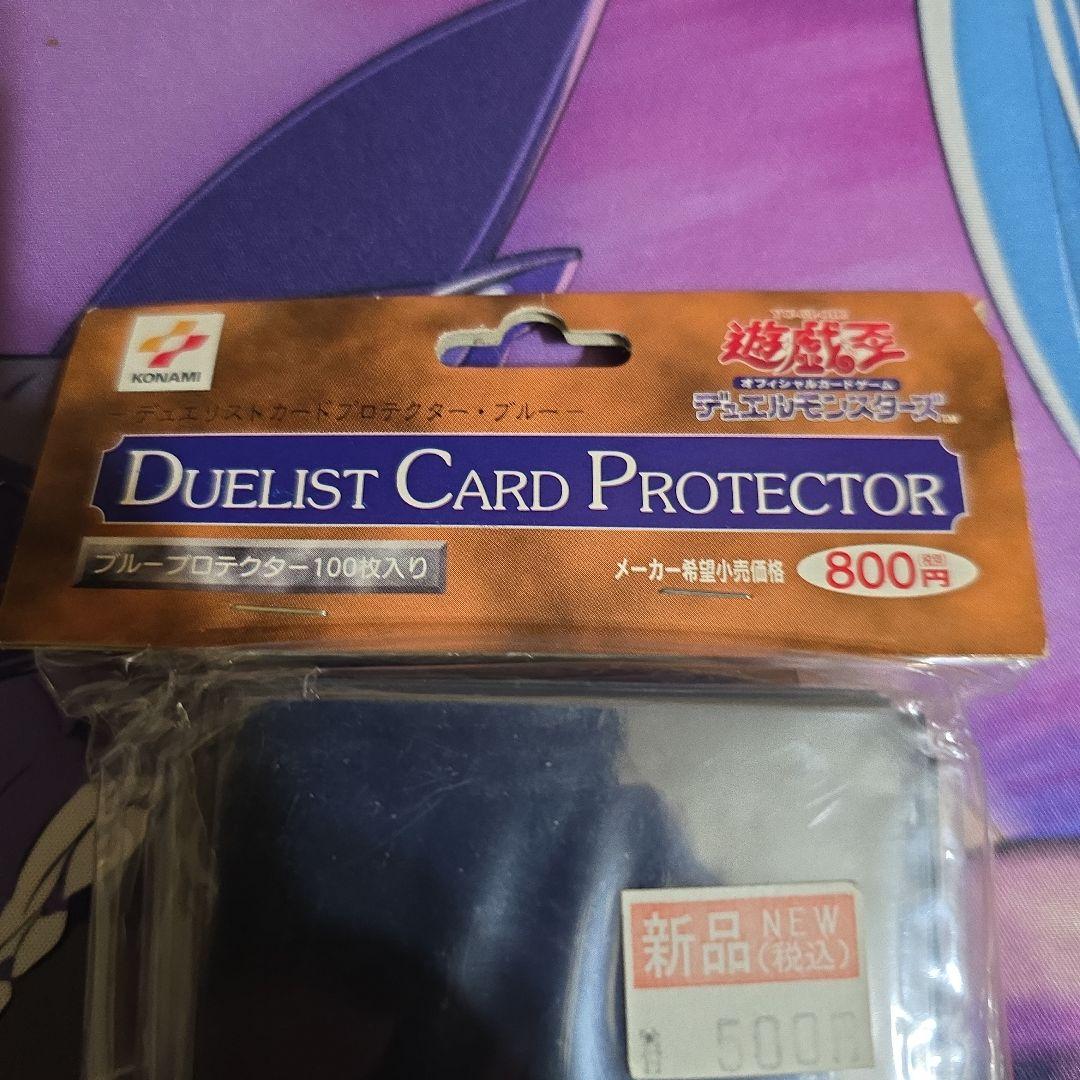 KONAMI
遊戯王
オフィシャルカードゲーム
デュエルモンスターズ
デュエリストカードプロテクター・ブルー
DUELIST CARD PROTECTOR
ブループロテクター100枚入り
メーカー希望小売価格
800円
(税別)
新品 NEW
(税込)
500円